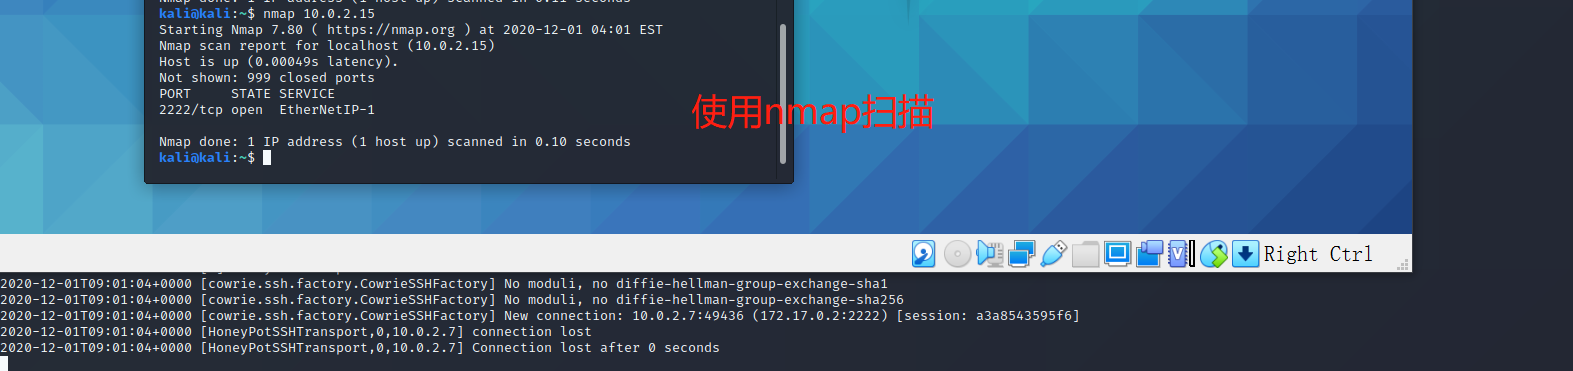 Nmap done: 1 IP address (1 host up) scanned in 0.11 seconds
kali@kali:~$ nmap 10.0.2.15
Starting Nmap 7.80 ( https://nmap.org ) at 2020-12-01 04:01 EST
Nmap scan report for localhost (10.0.2.15)
Host is up (0.00049s latency).
Not shown: 999 closed ports
PORT     STATE SERVICE
2222/tcp open  EtherNetIP-1
使用nmap扫描
Nmap done: 1 IP address (1 host up) scanned in 0.10 seconds
kali@kali:~$
Right Ctrl
2020-12-01T09:01:04+0000 [cowrie.ssh.factory.CowrieSSHFactory] No moduli, no diffie-hellman-group-exchange-sha1
2020-12-01T09:01:04+0000 [cowrie.ssh.factory.CowrieSSHFactory] No moduli, no diffie-hellman-group-exchange-sha256
2020-12-01T09:01:04+0000 [cowrie.ssh.factory.CowrieSSHFactory] New connection: 10.0.2.7:49436 (172.17.0.2:2222) [session: a3a8543595f6]
2020-12-01T09:01:04+0000 [HoneyPotSSHTransport,0,10.0.2.7] connection lost
2020-12-01T09:01:04+0000 [HoneyPotSSHTransport,0,10.0.2.7] Connection lost after 0 seconds